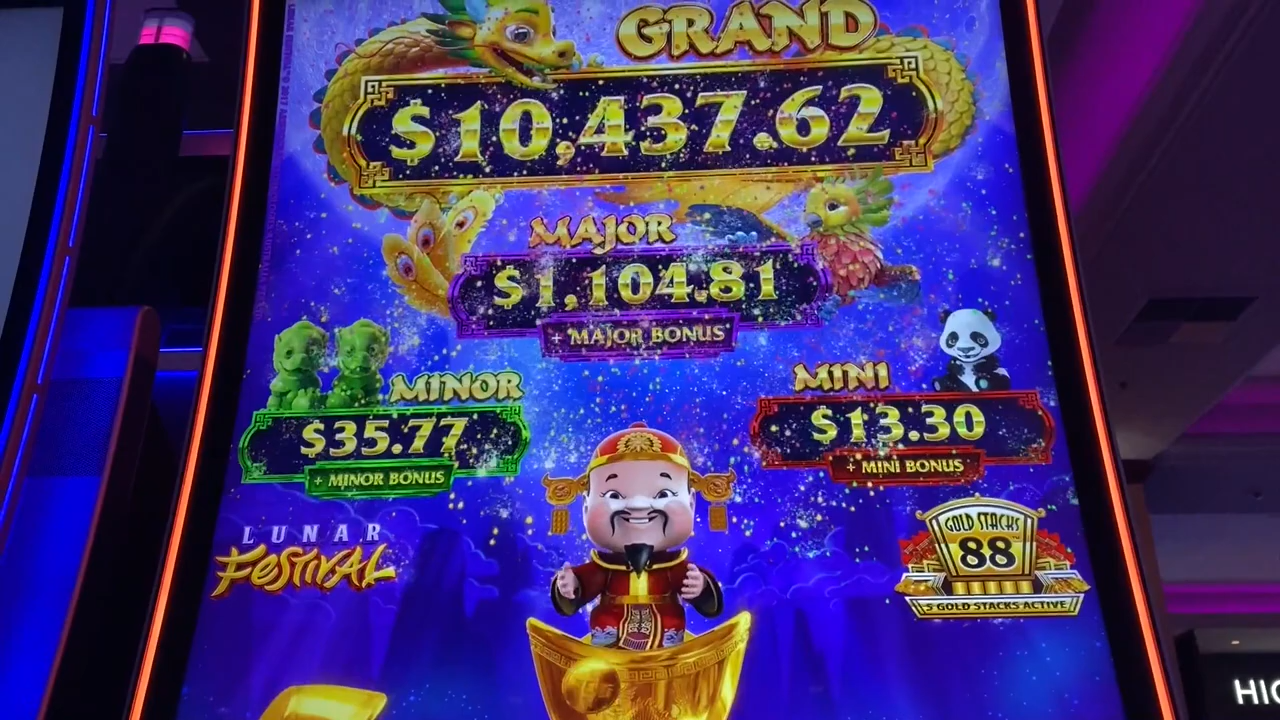 GRAND
$10,437.62
MAJOR
$1,104.81
+ MAJOR BONUS
MINOR
$35.77
+ MINOR BONUS
MINI
$13.30
+ MINI BONUS
LUNAR
FESTIVAL
GOLD STACKS
88
5 GOLD STACKS ACTIVE